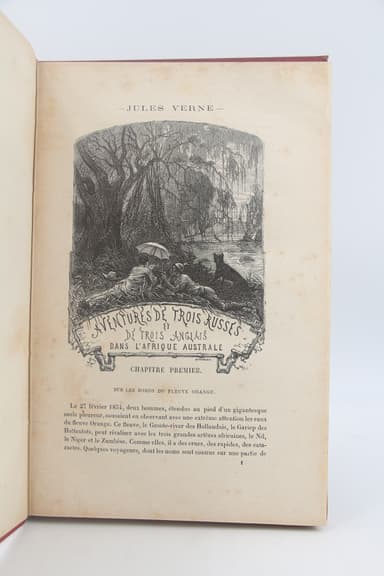 — JULES VERNE —
AVENTURES DE TROIS RUSSES
ET
DE TROIS ANGLAIS
DANS L'AFRIQUE AUSTRALE
CHAPITRE PREMIER.
SUR LES BORDS DU FLEUVE ORANGE.
Le 27 février 1854, deux hommes, étendus au pied d'un gigantesque
saule pleureur, causaient en observant avec une extrême attention les eaux
du fleuve Orange. Ce fleuve, le Groote-river des Hollandais, le Gariep des
Hottentots, peut rivaliser avec les trois grandes artères africaines, le Nil,
le Niger et le Zambèse. Comme elles, il a des crues, des rapides, des cata-
ractes. Quelques voyageurs, dont les noms sont connus sur une partie de
1